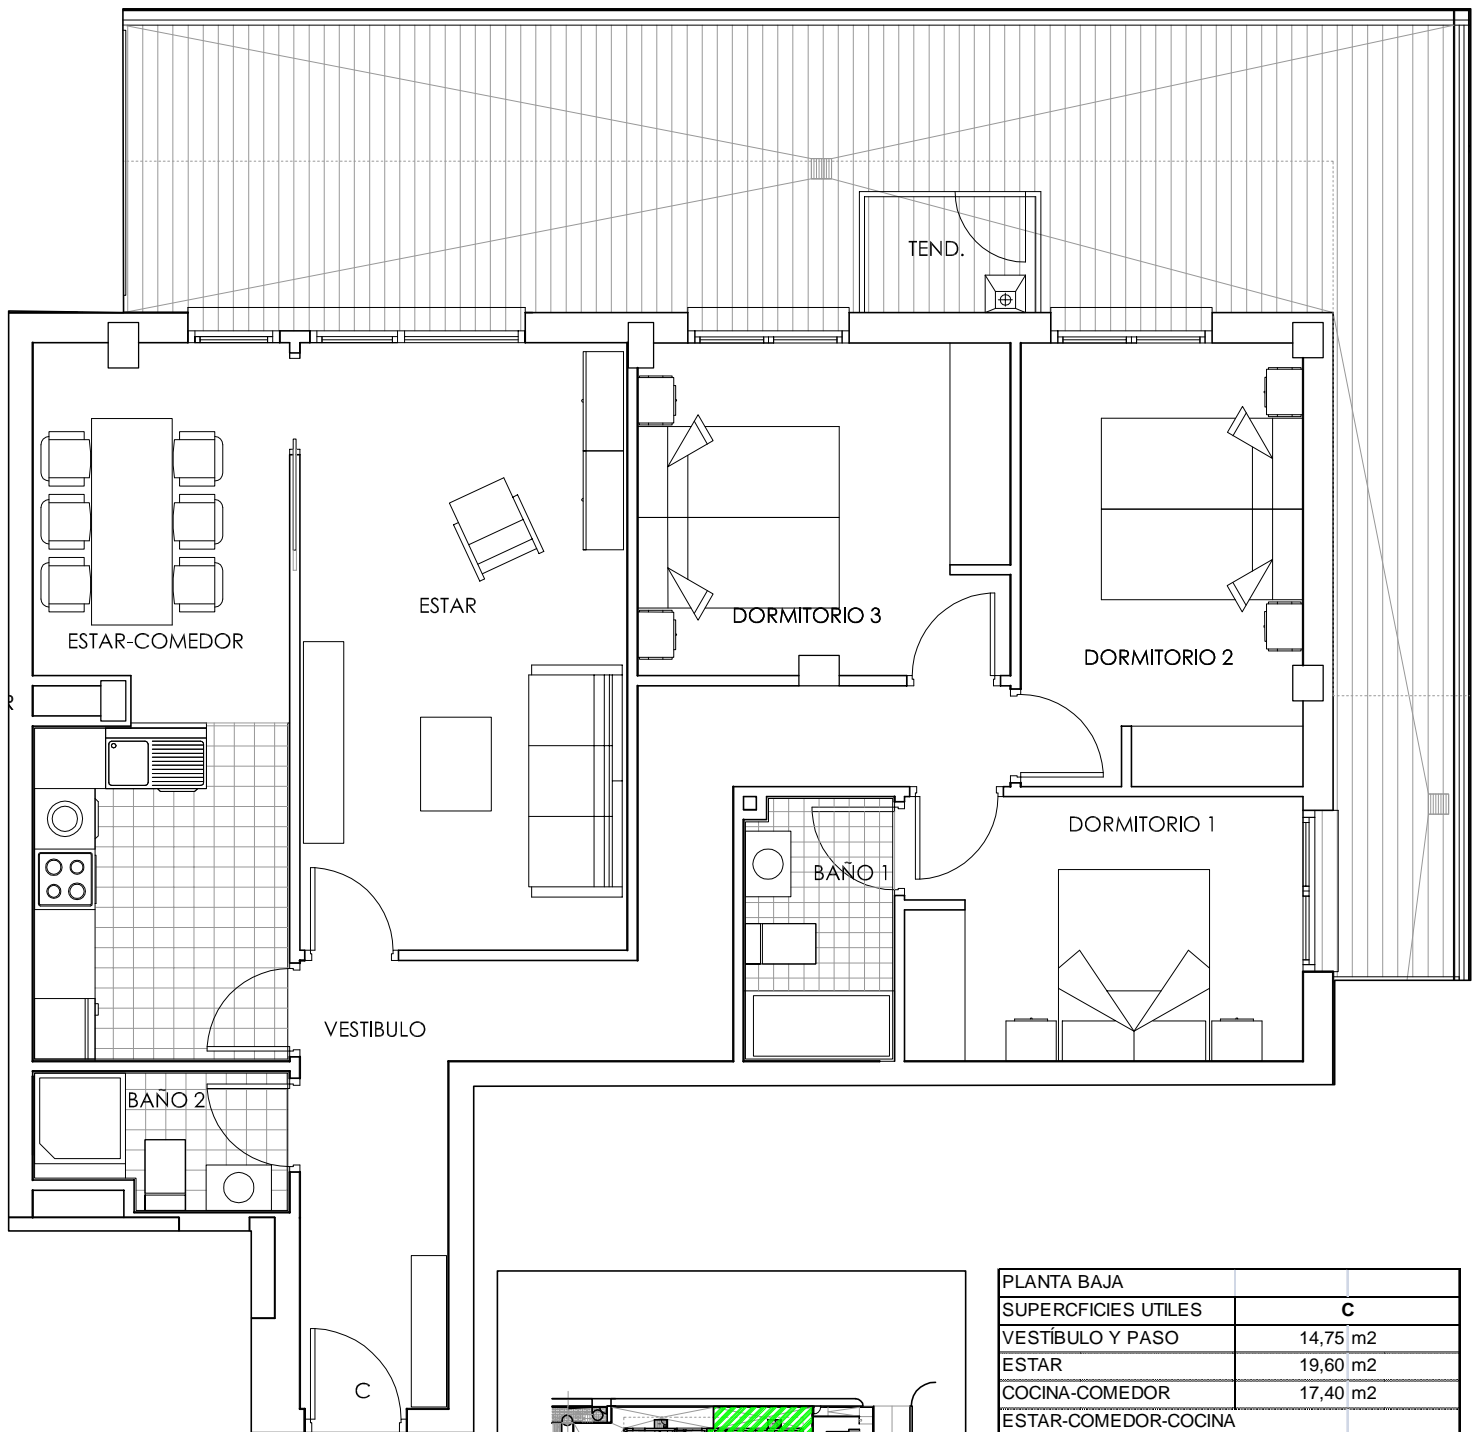 TEND.
ESTAR
ESTAR-COMEDOR
DORMITORIO 3
DORMITORIO 2
DORMITORIO 1
BAÑO 1
VESTIBULO
BAÑO 2
C
PLANTA BAJA
SUPERCFICIES UTILES C
VESTÍBULO Y PASO 14,75 m2
ESTAR 19,60 m2
COCINA-COMEDOR 17,40 m2
ESTAR-COMEDOR-COCINA